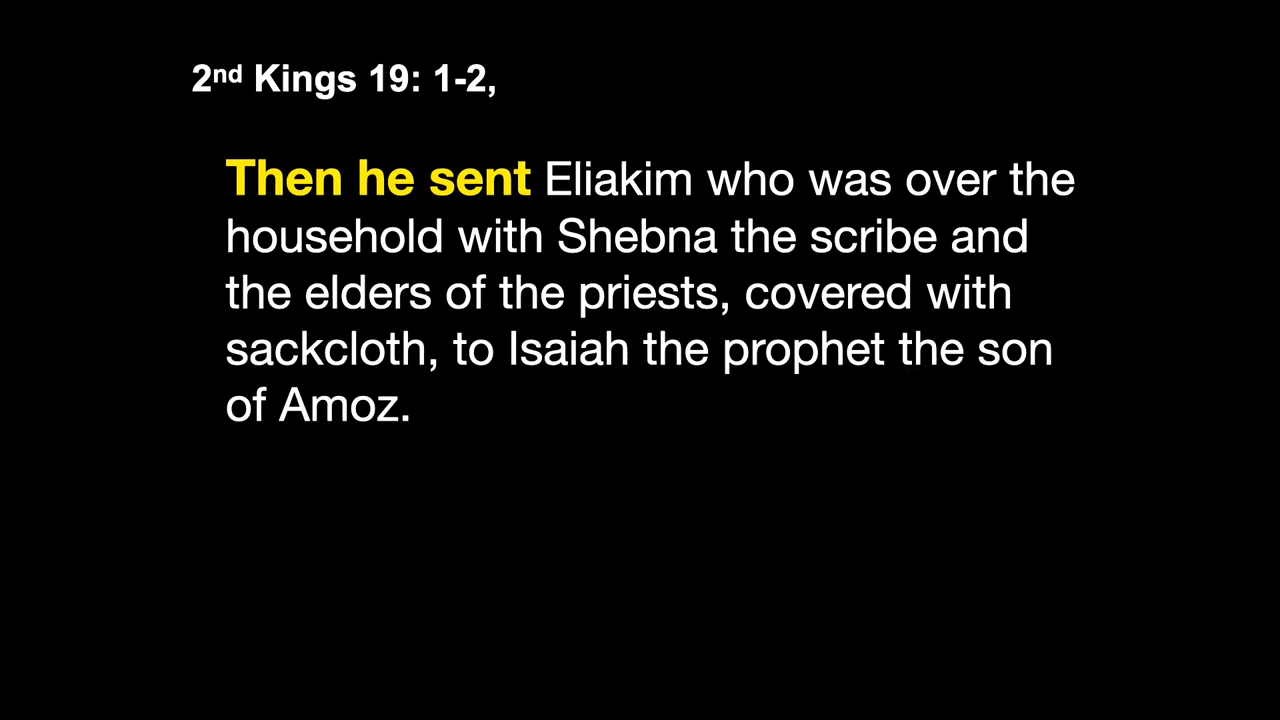 2nd Kings 19: 1-2,
Then he sent Eliakim who was over the
household with Shebna the scribe and
the elders of the priests, covered with
sackcloth, to Isaiah the prophet the son
of Amoz.